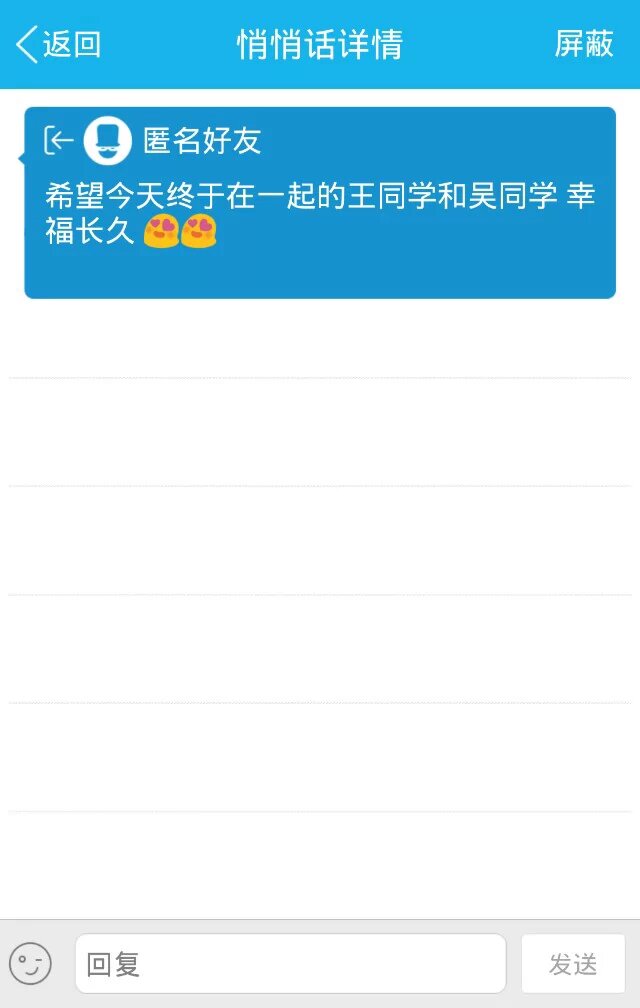 返回 悄悄话详情 屏蔽
匿名好友
希望今天终于在一起的王同学和吴同学 幸
福长久 😍😍
回复 发送